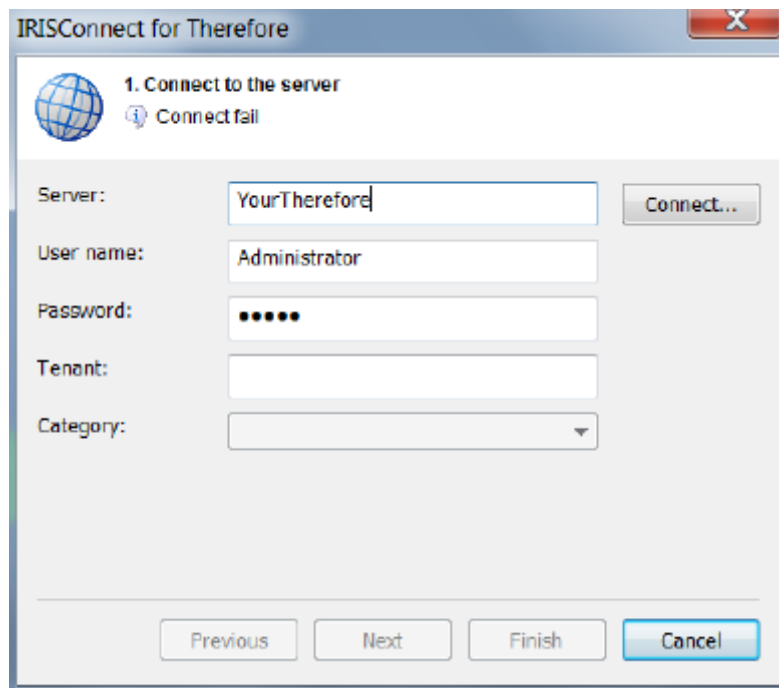 IRISConnect for Therefore
1. Connect to the server
Connect fail
Server:
YourTherefore
Connect...
User name:
Administrator
Password:
•••••
Tenant:
Category:
Previous
Next
Finish
Cancel